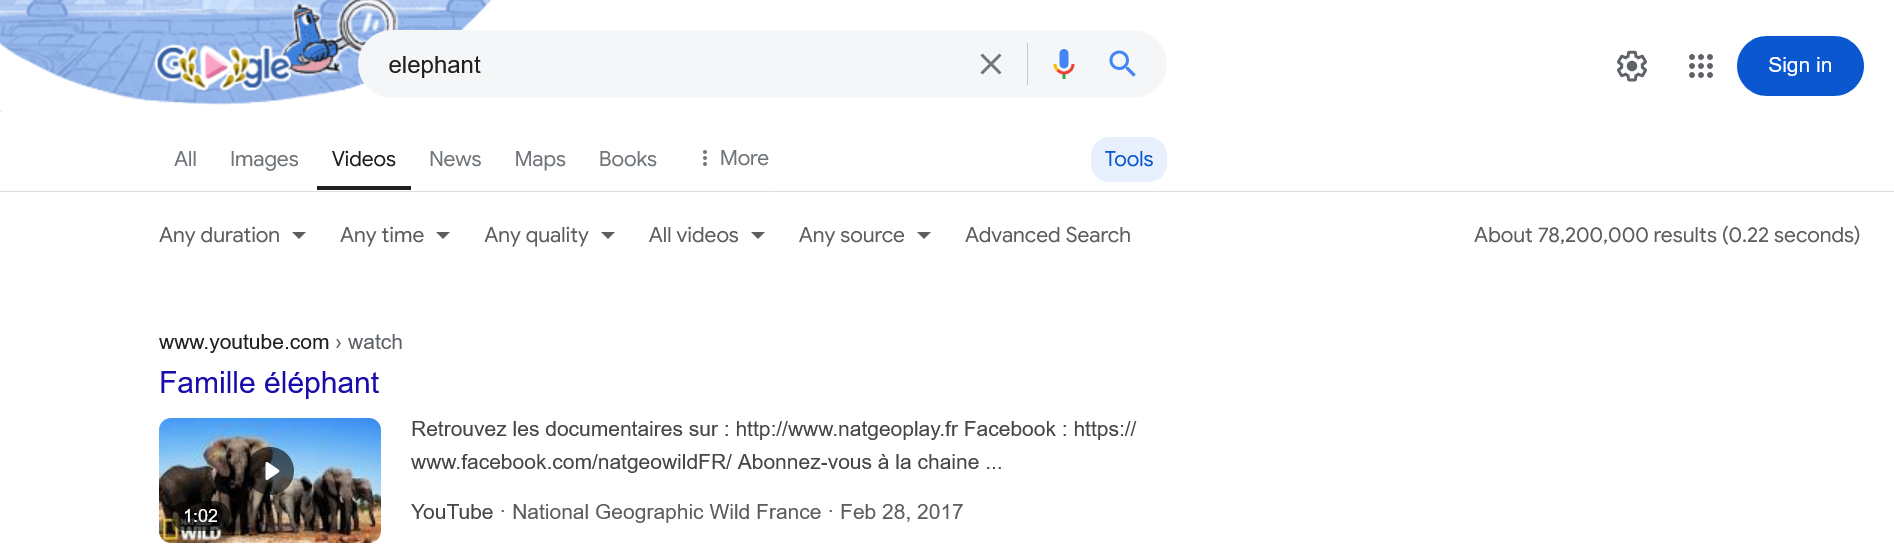 Google
elephant
Sign in
All Images Videos News Maps Books More Tools
Any duration Any time Any quality All videos Any source Advanced Search About 78,200,000 results (0.22 seconds)
www.youtube.com › watch
Famille éléphant
Retrouvez les documentaires sur : http://www.natgeoplay.fr Facebook : https://
www.facebook.com/natgeowildFR/ Abonnez-vous à la chaine ...
1:02
WILD
YouTube · National Geographic Wild France · Feb 28, 2017